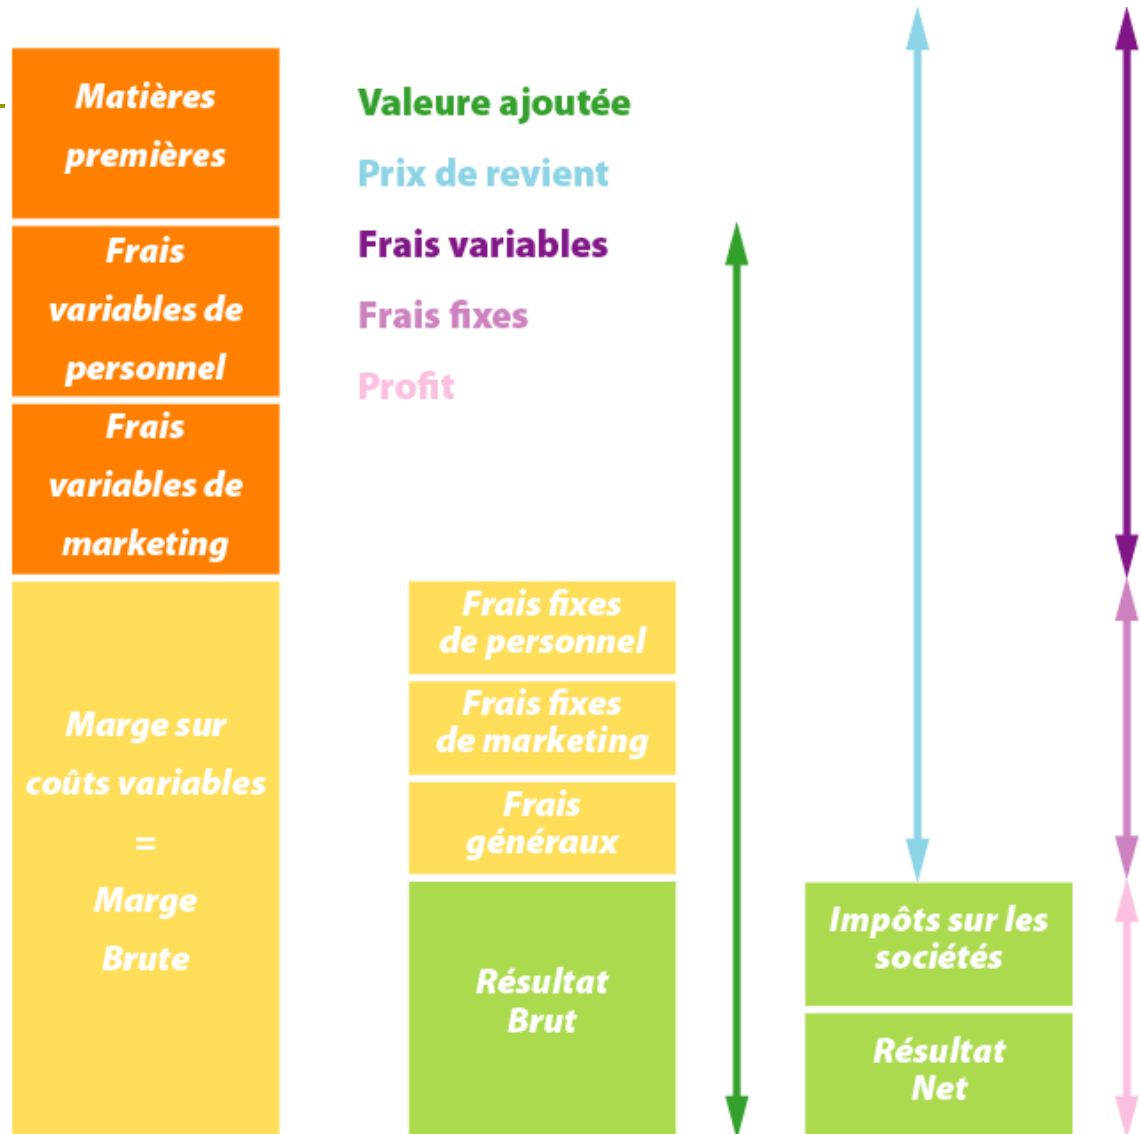 Matières
premières
Frais
variables de
personnel
Frais
variables de
marketing
Marge sur
coûts variables
=
Marge
Brute
Valeure ajoutée
Prix de revient
Frais variables
Frais fixes
Profit
Frais fixes
de personnel
Frais fixes
de marketing
Frais
généraux
Résultat
Brut
Impôts sur les
sociétés
Résultat
Net